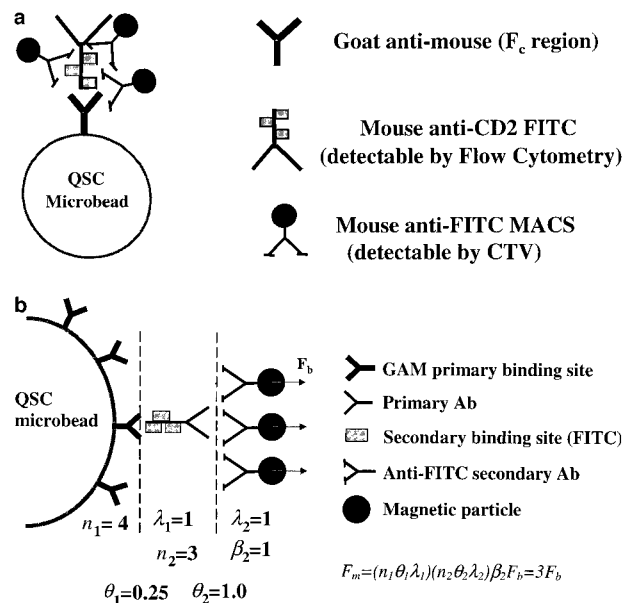 a
QSC
Microbead
Goat anti-mouse (Fc region)
Mouse anti-CD2 FITC
(detectable by Flow Cytometry)
Mouse anti-FITC MACS
(detectable by CTV)
b
QSC
microbead
Fb
n1= 4
λ1=1
λ2=1
n2=3
β2=1
θ1=0.25
θ2=1.0
GAM primary binding site
Primary Ab
Secondary binding site (FITC)
Anti-FITC secondary Ab
Magnetic particle
Fm=(n1θ1λ1)(n2θ2λ2)β2Fb=3Fb